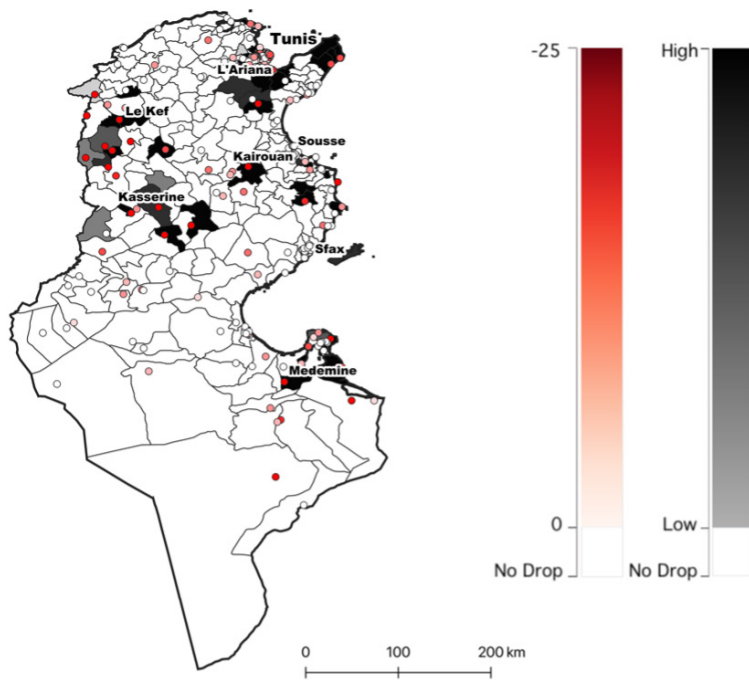 Tunis
L'Ariana
Le Kef
Sousse
Kairouan
Kasserine
Sfax
Medemine
-25
High
0
Low
No Drop
No Drop
0 100 200 km